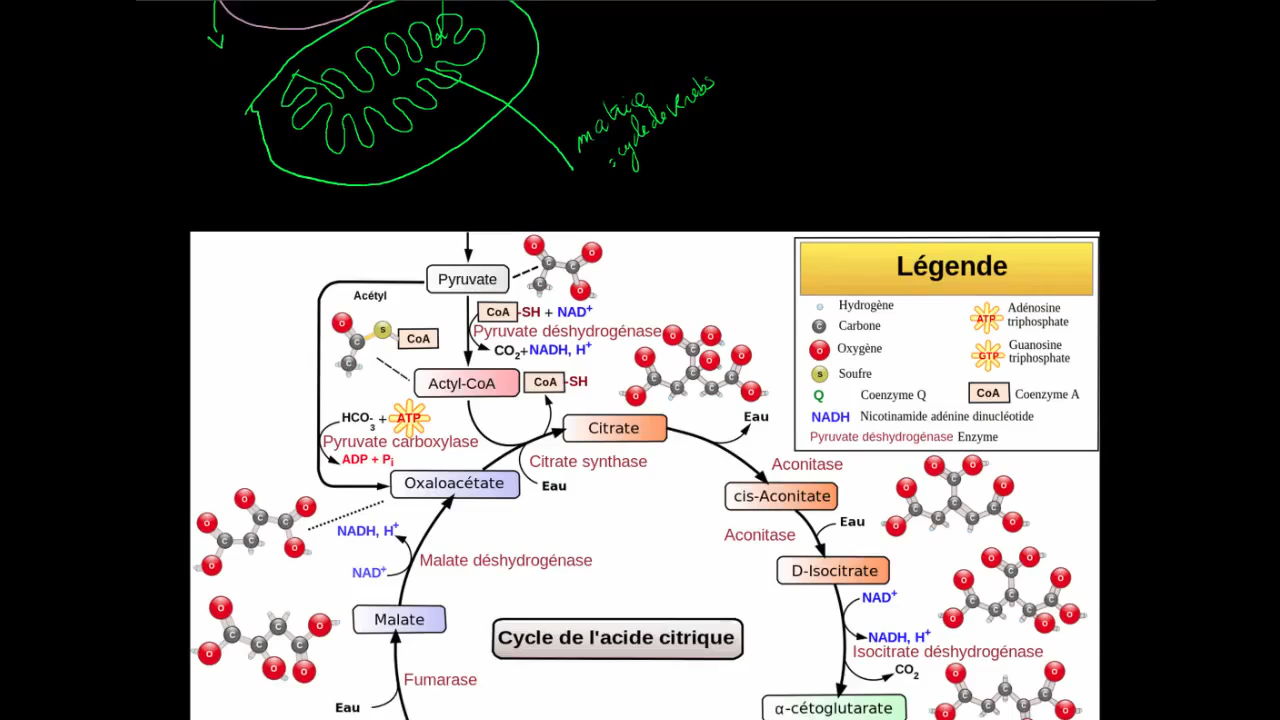 matrice
: cycle de Krebs
Pyruvate
Acétyl
CoA -SH + NAD+
Pyruvate déshydrogénase
CO2+NADH, H+
S CoA
Actyl-CoA
CoA -SH
HCO3- + ATP
Pyruvate carboxylase
ADP + Pi
Citrate
Eau
Citrate synthase
Eau
Oxaloacétate
Aconitase
cis-Aconitate
Eau
Aconitase
D-Isocitrate
NAD+
NADH, H+
Isocitrate déshydrogénase
CO2
α-cétoglutarate
NADH, H+
NAD+
Malate déshydrogénase
Malate
Fumarase
Eau
Cycle de l'acide citrique
Légende
Hydrogène
C Carbone
O Oxygène
S Soufre
Q Coenzyme Q
NADH Nicotinamide adénine dinucléotide
Pyruvate déshydrogénase Enzyme
ATP Adénosine
triphosphate
GTP Guanosine
triphosphate
CoA Coenzyme A